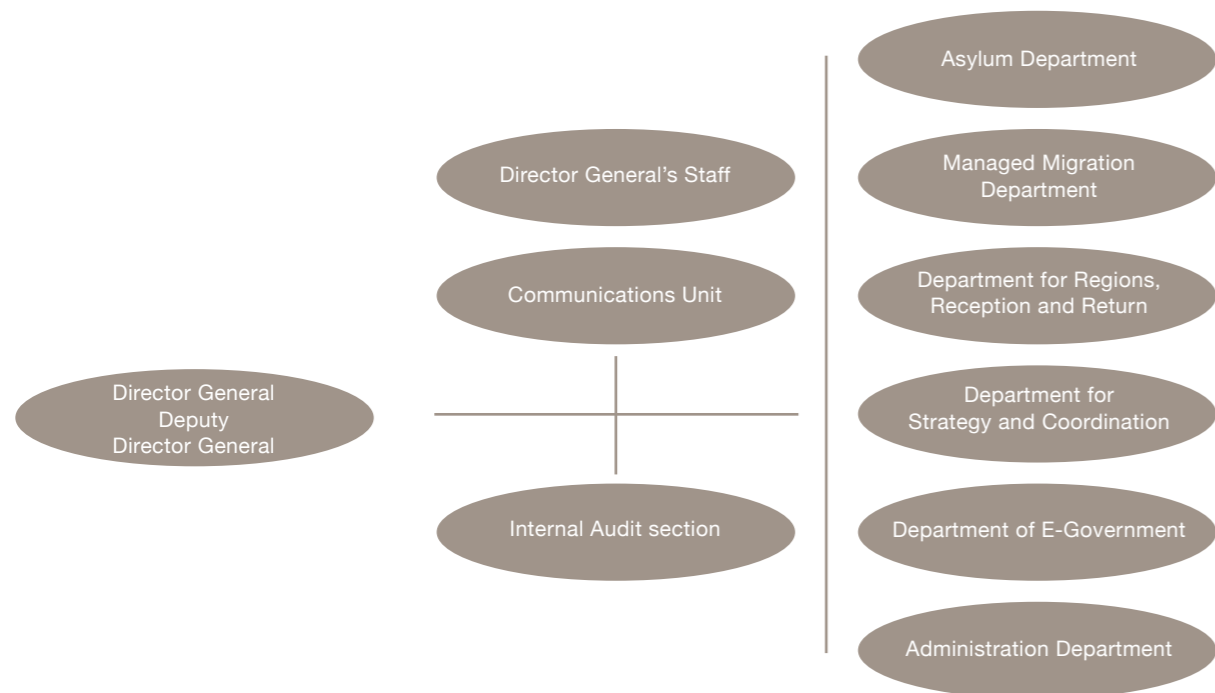 Director General
Deputy
Director General
Director General's Staff
Communications Unit
Internal Audit section
Asylum Department
Managed Migration
Department
Department for Regions,
Reception and Return
Department for
Strategy and Coordination
Department of E-Government
Administration Department